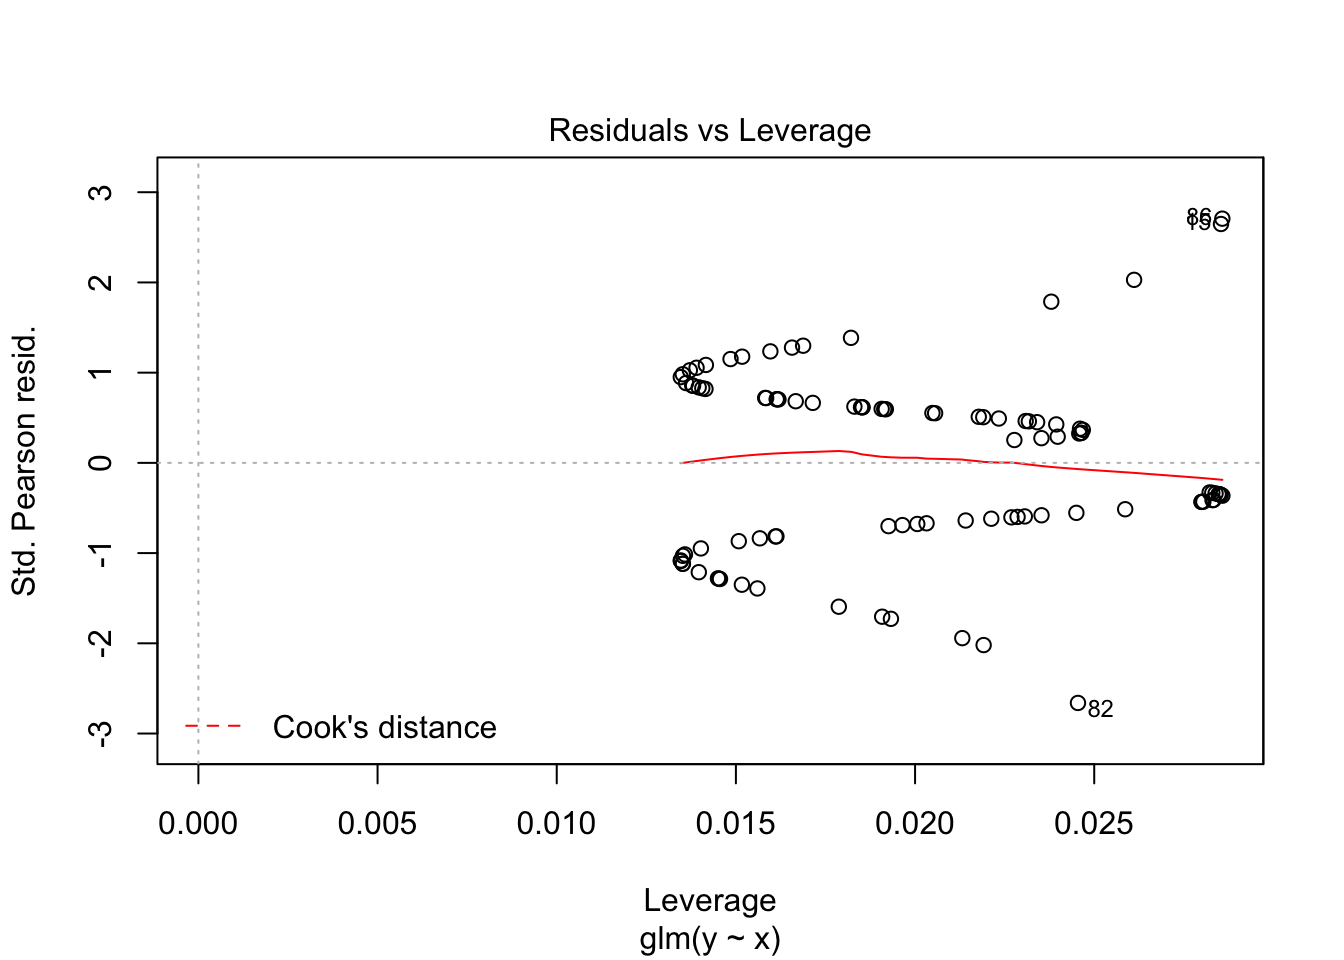 Residuals vs Leverage
Std. Pearson resid.
3
2
1
0
-1
-2
-3
86
82
Cook's distance
0.000 0.005 0.010 0.015 0.020 0.025
Leverage
glm(y ~ x)